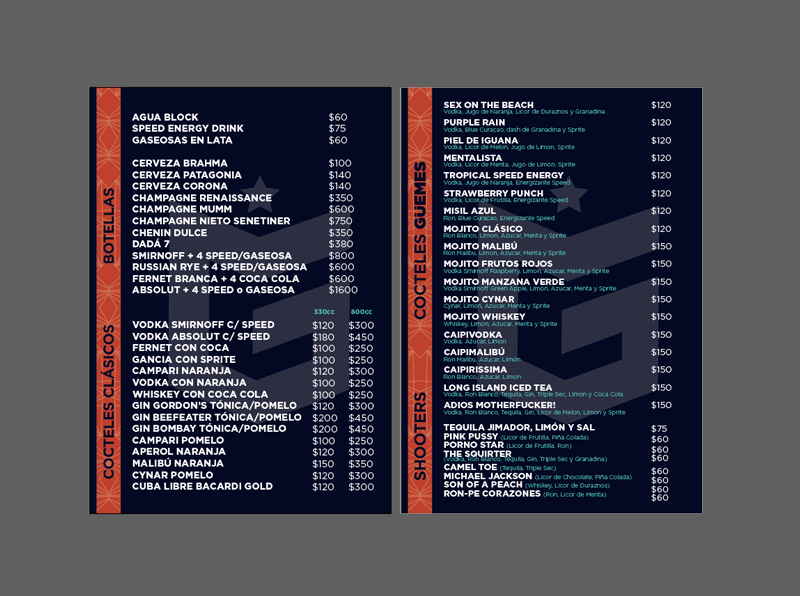 BOTELLAS
AGUA BLOCK $60
SPEED ENERGY DRINK $75
GASEOSAS EN LATA $60
CERVEZA BRAHMA $100
CERVEZA PATAGONIA $140
CERVEZA CORONA $140
CHAMPAGNE RENAISSANCE $350
CHAMPAGNE MUMM $600
CHAMPAGNE NIETO SENETINER $750
CHENIN DULCE $350
DADÁ 7 $380
SMIRNOFF + 4 SPEED/GASEOSA $800
RUSSIAN RYE + 4 SPEED/GASEOSA $600
FERNET BRANCA + 4 COCA COLA $600
ABSOLUT + 4 SPEED o GASEOSA $1600
COCTELES CLÁSICOS
330cc 800cc
VODKA SMIRNOFF C/ SPEED $120 $300
VODKA ABSOLUT C/ SPEED $180 $450
FERNET CON COCA $100 $250
GANCIA CON SPRITE $100 $250
CAMPARI NARANJA $120 $300
VODKA CON NARANJA $100 $250
WHISKEY CON COCA COLA $100 $250
GIN GORDON'S TÓNICA/POMELO $120 $300
GIN BEEFEATER TÓNICA/POMELO $200 $450
GIN BOMBAY TÓNICA/POMELO $200 $450
CAMPARI POMELO $100 $250
APEROL NARANJA $120 $300
MALIBÚ NARANJA $150 $350
CYNAR POMELO $120 $300
CUBA LIBRE BACARDI GOLD $120 $300
COCTELES GUEMES
SEX ON THE BEACH $120
Vodka, Jugo de Naranja, Licor de Duraznos y Granadina
PURPLE RAIN $120
Vodka, Blue Curaçao, dash de Granadina y Sprite
PIEL DE IGUANA $120
Vodka, Licor de Melon, Jugo de Limon, Sprite
MENTALISTA $120
Vodka, Licor de Menta, Jugo de Limon, Sprite
TROPICAL SPEED ENERGY $120
Vodka, Jugo de Naranja, Energizante Speed
STRAWBERRY PUNCH $120
Vodka, Licor de Frutilla, Energizante Speed
MISIL AZUL $120
Ron, Blue Curaçao, Energizante Speed
MOJITO CLÁSICO $120
Ron Blanco, Limon, Azucar, Menta y Sprite
MOJITO MALIBÚ $150
Ron Malibu, Limon, Azucar, Menta y Sprite
MOJITO FRUTOS ROJOS $150
Vodka Smirnoff Raspberry, Limon, Azucar, Menta y Sprite
MOJITO MANZANA VERDE $150
Vodka Smirnoff Green Apple, Limon, Azucar, Menta y Sprite
MOJITO CYNAR $150
Cynar, Limon, Azucar, Menta y Sprite
MOJITO WHISKEY $150
Whiskey, Limon, Azucar, Menta y Sprite
CAIPIVODKA $150
Vodka, Azucar, Limon
CAIPIMALIBÚ $150
Ron Malibu, Azucar, Limon
CAIPIRISSIMA $150
Ron Blanco, Azucar, Limon
LONG ISLAND ICED TEA $150
Vodka, Ron Blanco, Tequila, Gin, Triple Sec, Limon y Coca Cola
ADIOS MOTHERFUCKER! $150
Vodka, Ron Blanco, Tequila, Gin, Licor de Melon, Limon y Sprite
SHOOTERS
TEQUILA JIMADOR, LIMÓN Y SAL $75
PINK PUSSY (Licor de Frutilla, Piña Colada) $60
PORNO STAR (Licor de Frutilla, Ron) $60
THE SQUIRTER $60
(Vodka, Ron Blanco, Tequila, Gin, Triple Sec y Granadina)
CAMEL TOE (Tequila, Triple Sec) $60
MICHAEL JACKSON (Licor de Chocolate, Piña Colada) $60
SON OF A PEACH (Whiskey, Licor de Duraznos) $60
RON-PE CORAZONES (Ron, Licor de Menta) $60